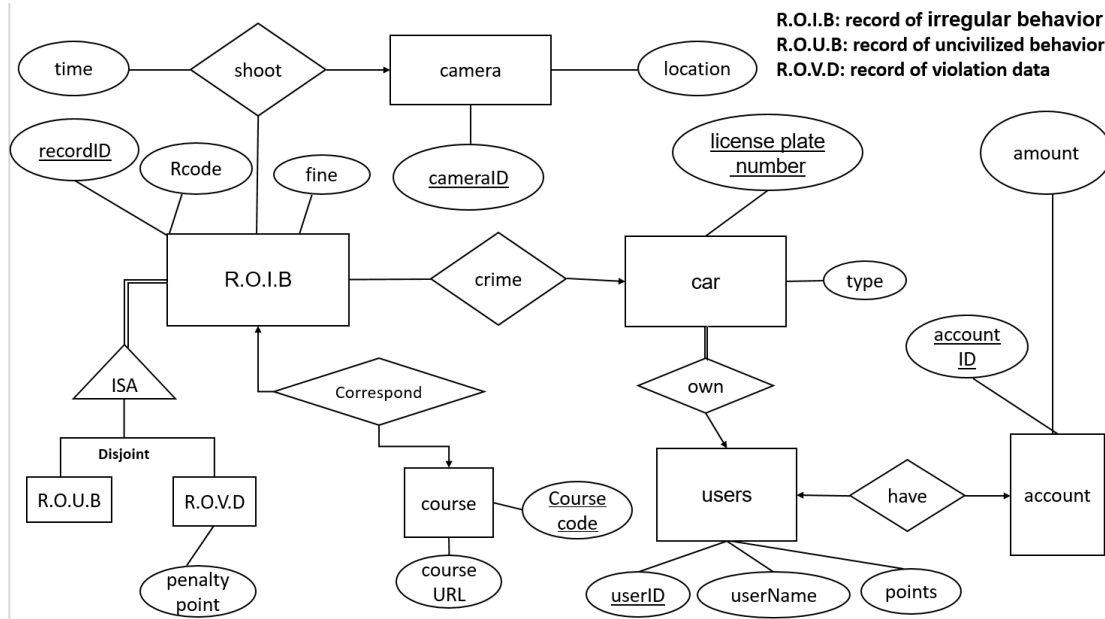 R.O.I.B: record of irregular behavior
R.O.U.B: record of uncivilized behavior
R.O.V.D: record of violation data
time
shoot
camera
location
recordID
Rcode
fine
cameraID
license plate
number
amount
R.O.I.B
crime
car
type
account
ID
ISA
Correspond
own
Disjoint
R.O.U.B
R.O.V.D
course
Course
code
users
have
account
penalty
point
course
URL
userID
userName
points